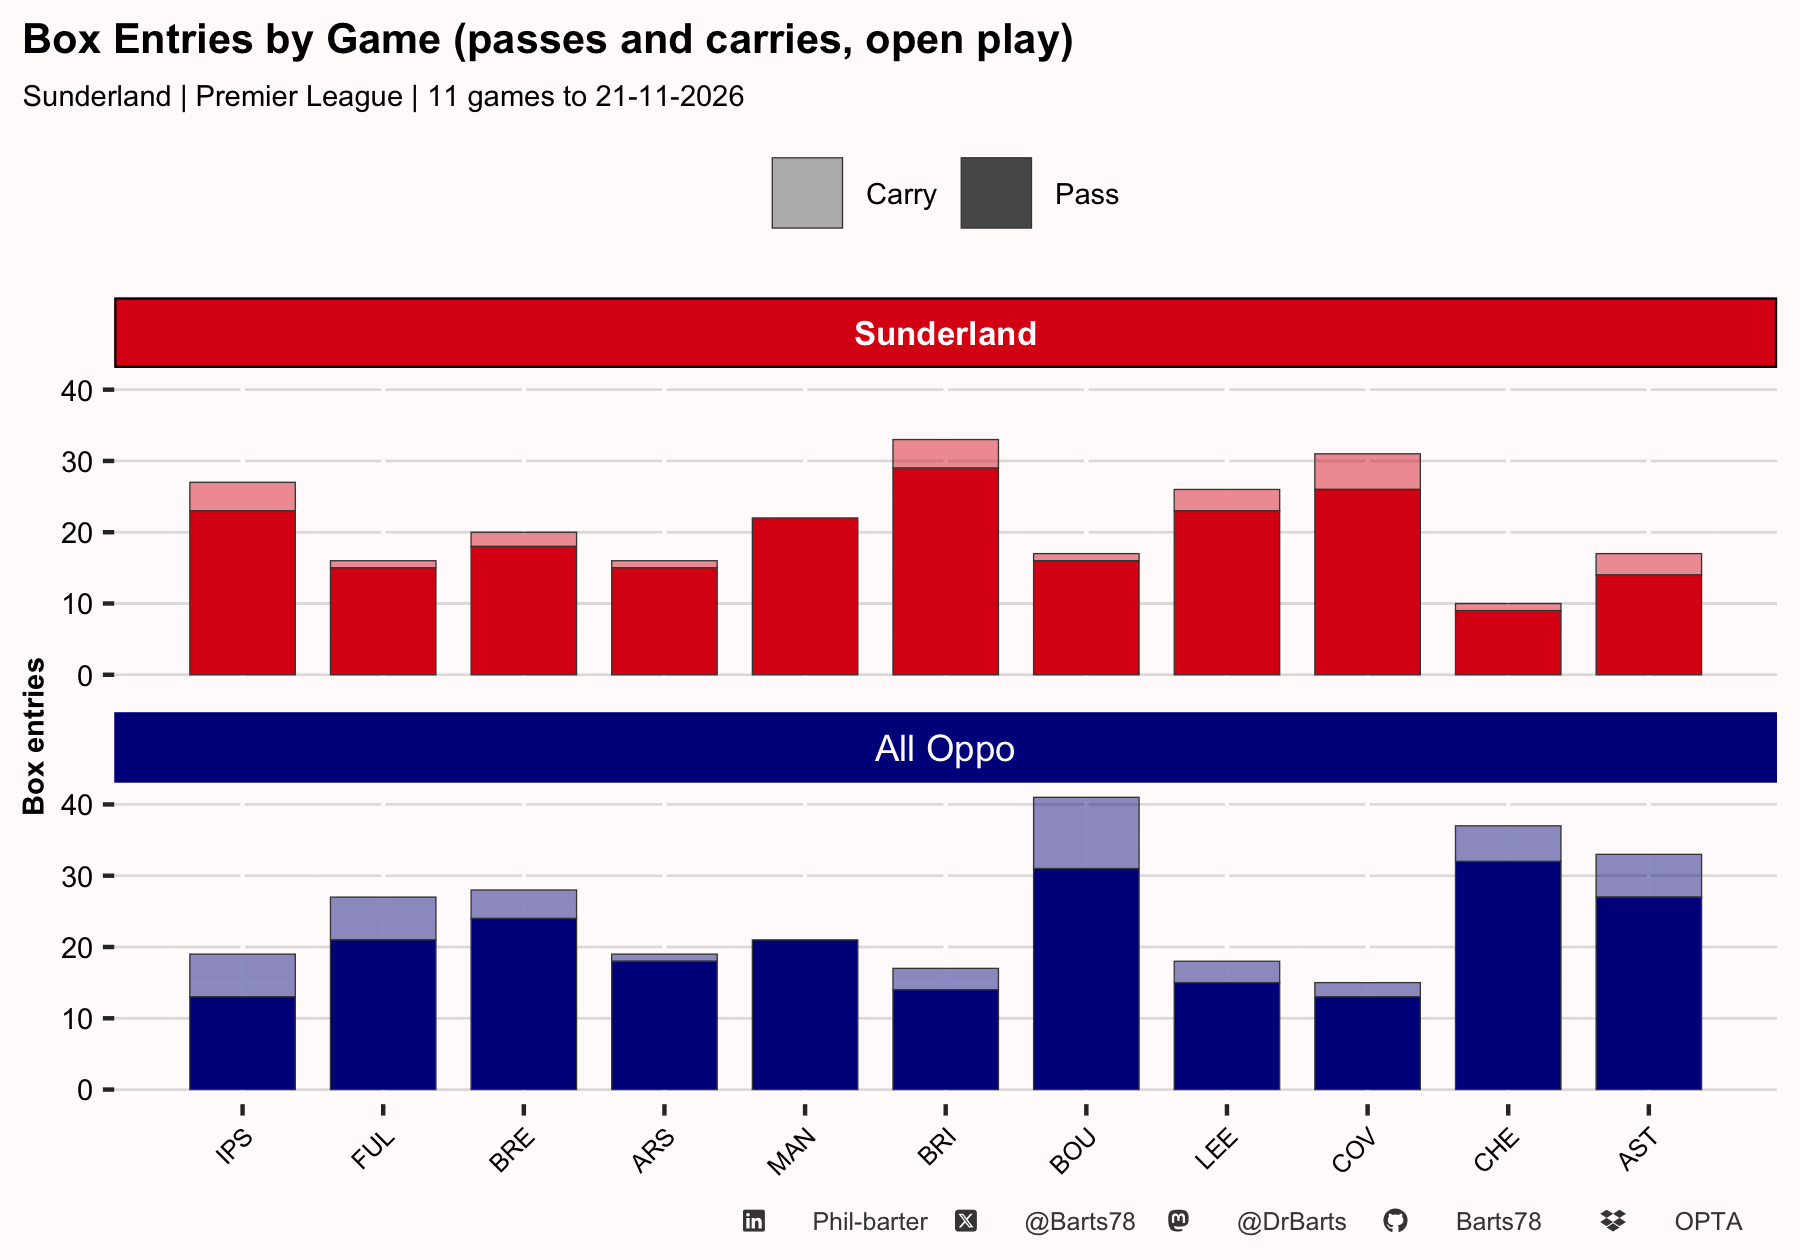 Box Entries by Game (passes and carries, open play)
Sunderland | Premier League | 11 games to 21-11-2026
Carry Pass
Sunderland
40
30
20
10
0
Box entries
All Oppo
40
30
20
10
0
IPS FUL BRE ARS MAN BRI BOU LEE COV CHE AST
Phil-barter @Barts78 @DrBarts Barts78 OPTA